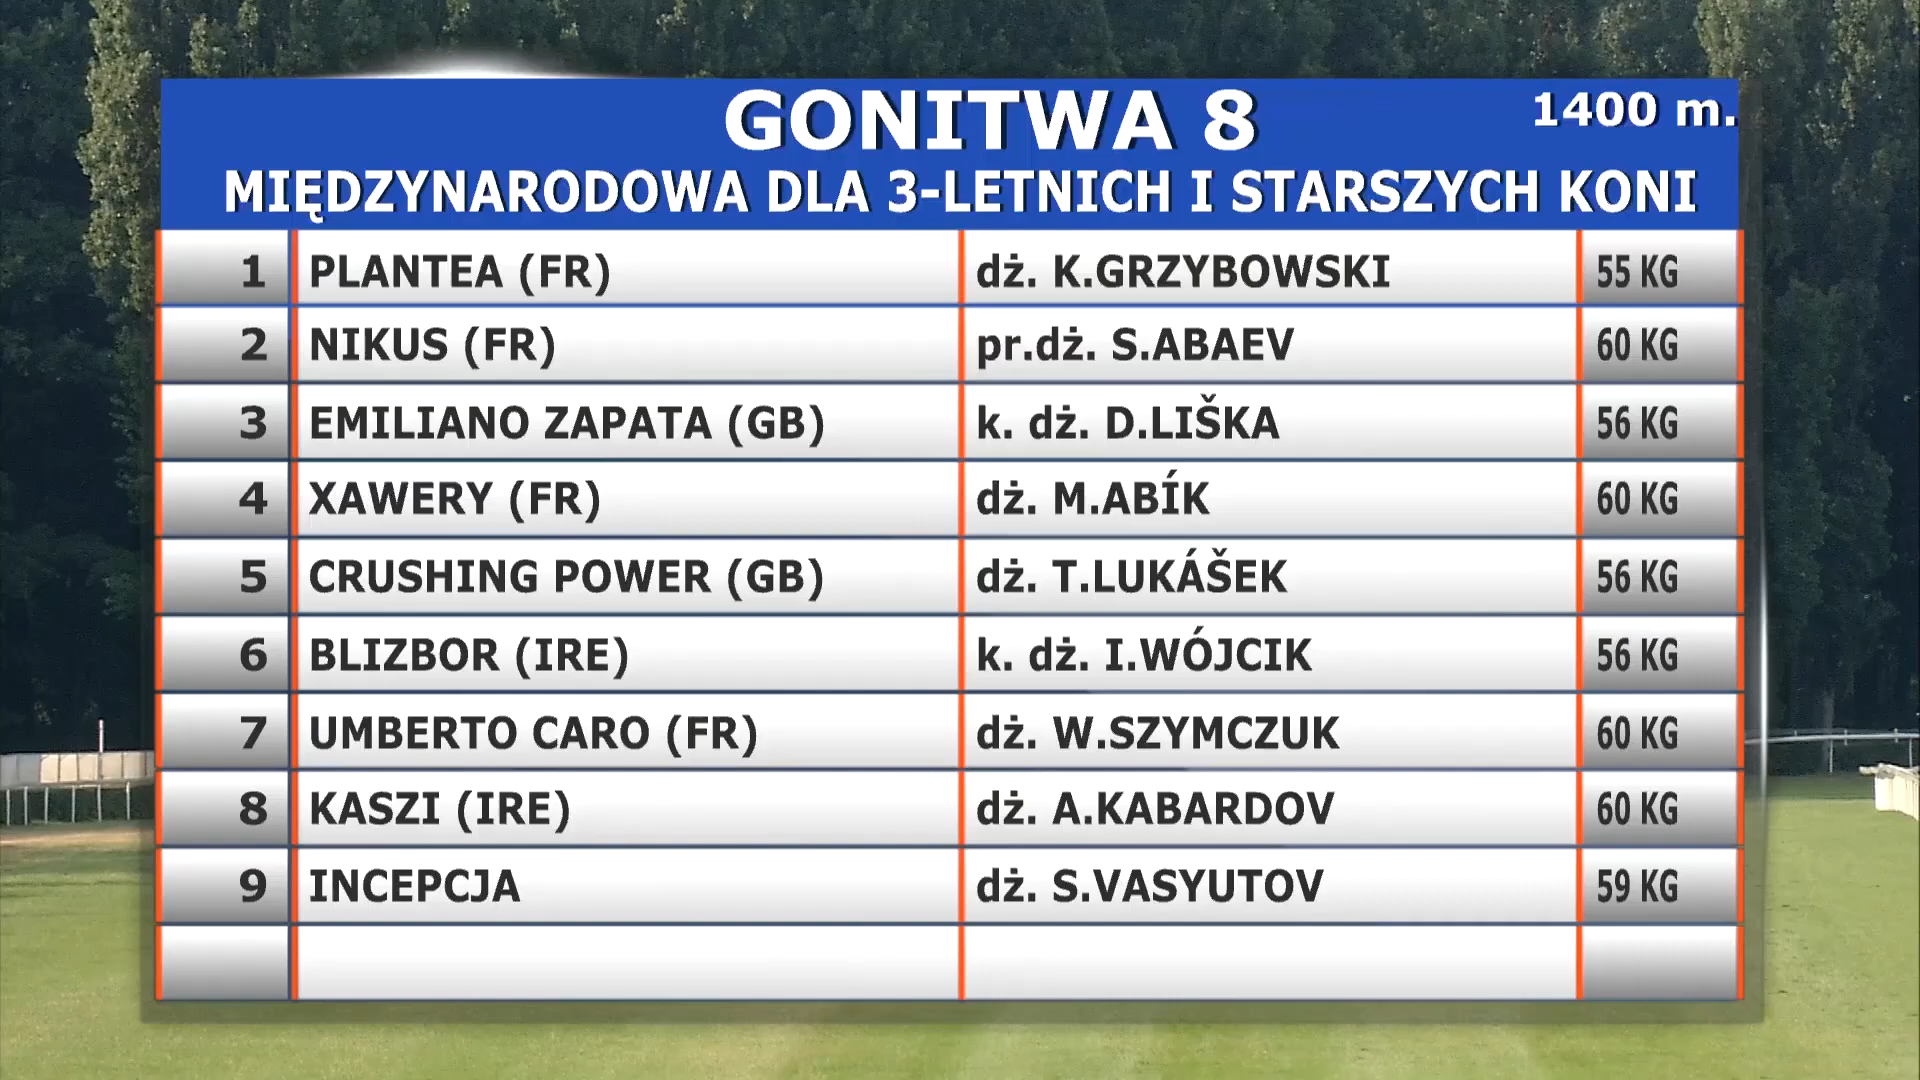 GONITWA 8 1400 m.
MIĘDZYNARODOWA DLA 3-LETNICH I STARSZYCH KONI
1 PLANTEA (FR) dż. K.GRZYBOWSKI 55 KG
2 NIKUS (FR) pr.dż. S.ABAEV 60 KG
3 EMILIANO ZAPATA (GB) k. dż. D.LIŠKA 56 KG
4 XAWERY (FR) dż. M.ABÍK 60 KG
5 CRUSHING POWER (GB) dż. T.LUKÁŠEK 56 KG
6 BLIZBOR (IRE) k. dż. I.WÓJCIK 56 KG
7 UMBERTO CARO (FR) dż. W.SZYMCZUK 60 KG
8 KASZI (IRE) dż. A.KABARDOV 60 KG
9 INCEPCJA dż. S.VASYUTOV 59 KG